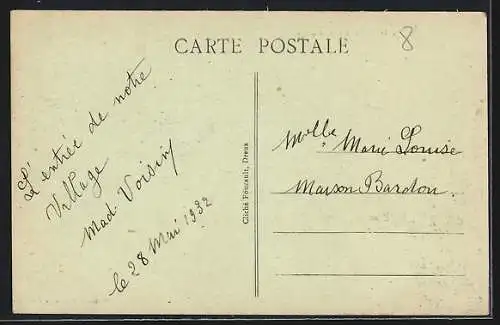 CARTE POSTALE
8
L'entrée de notre
Village
Mad. Voisin
le 28 Mai 1932
Cliché Foucault, Dreux
Melle Marie Louise
Maison Bardou.